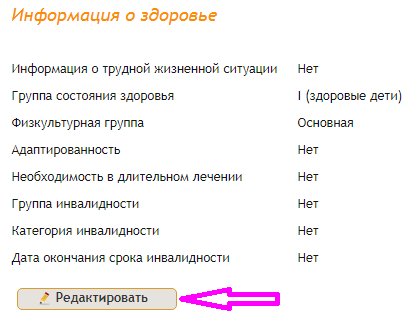 Информация о здоровье
Информация о трудной жизненной ситуации Нет
Группа состояния здоровья I (здоровые дети)
Физкультурная группа Основная
Адаптированность Нет
Необходимость в длительном лечении Нет
Группа инвалидности Нет
Категория инвалидности Нет
Дата окончания срока инвалидности Нет
Редактировать